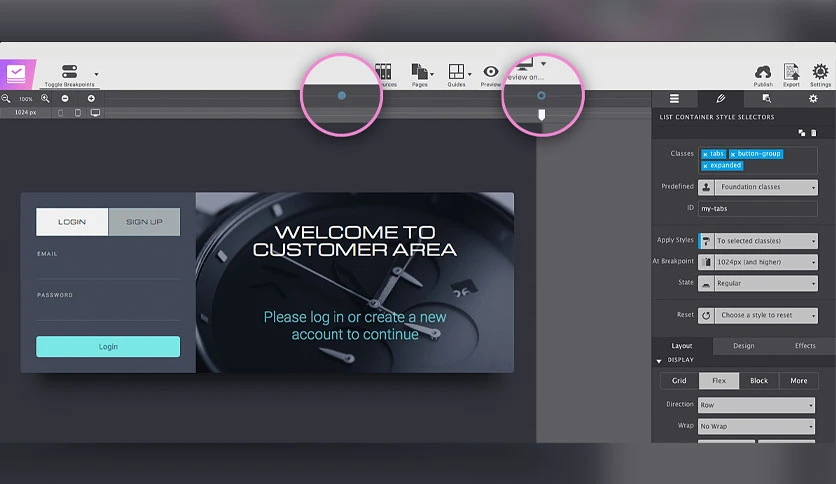 Toggle Breakpoints
Pages
Guides
Preview
Publish
Export
Settings
100%
1024 px
LIST CONTAINER STYLE SELECTORS
Classes
× tabs × button-group
× expanded
Predefined Foundation classes
ID my-tabs
Apply Styles To selected class(es)
At Breakpoint 1024px (and higher)
State Regular
Reset Choose a style to reset
Layout Design Effects
DISPLAY
Grid Flex Block More
Direction Row
Wrap No Wrap
LOGIN SIGN UP
EMAIL
PASSWORD
Login
WELCOME TO
CUSTOMER AREA
Please log in or create a new
account to continue